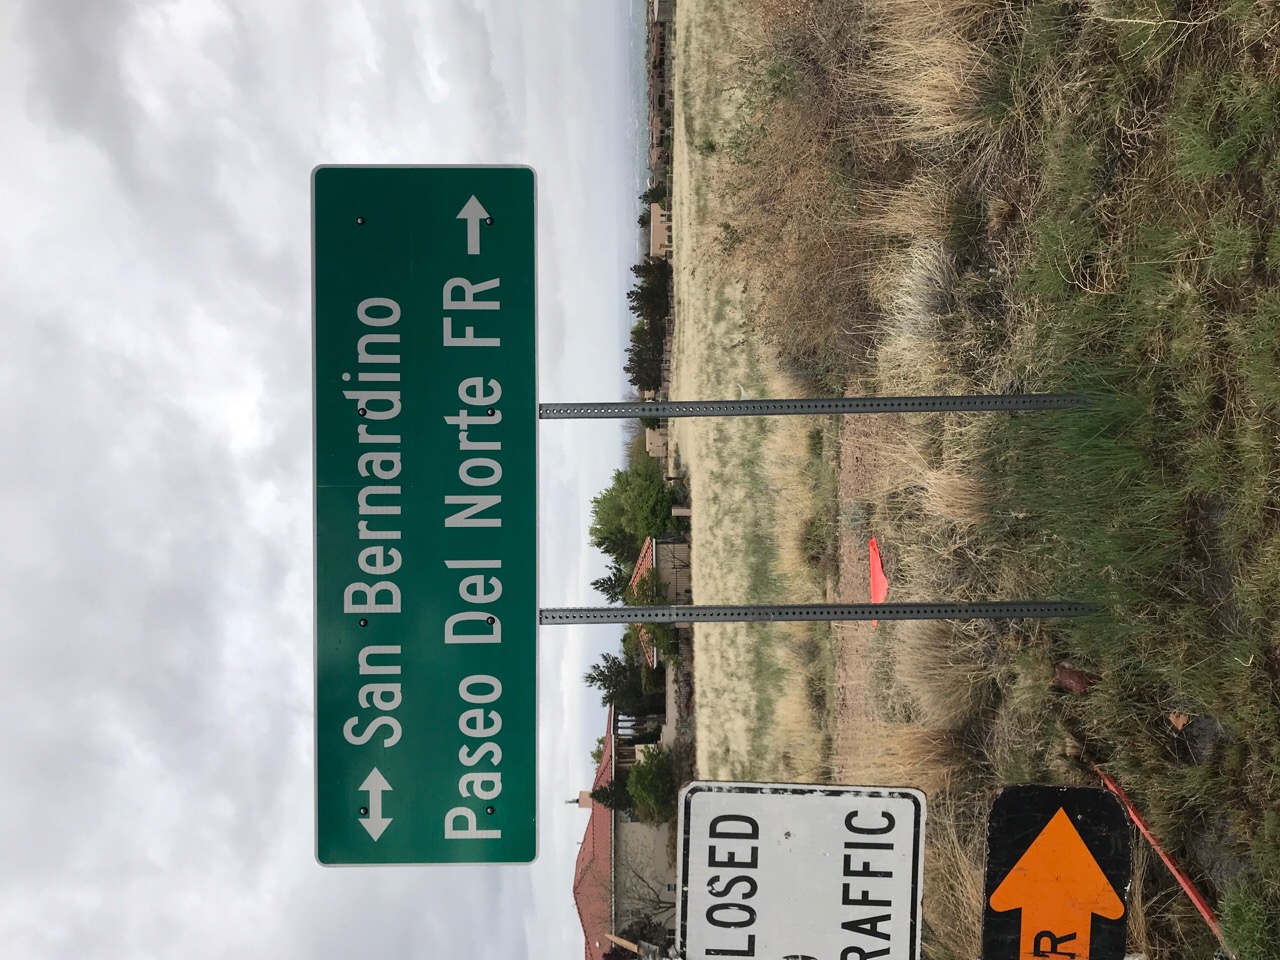 San Bernardino
Paseo Del Norte FR
LOSED
RAFFIC
R